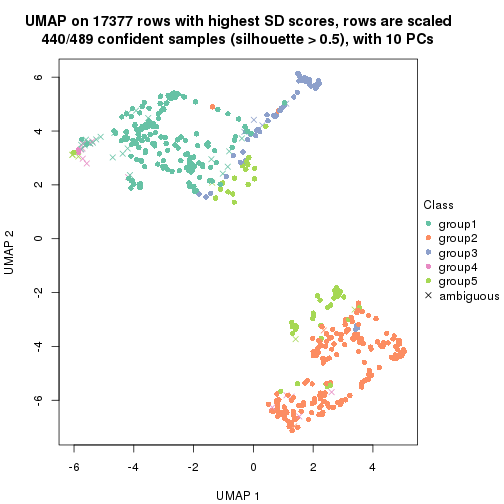 UMAP on 17377 rows with highest SD scores, rows are scaled
440/489 confident samples (silhouette > 0.5), with 10 PCs
6
4
2
0
-2
-4
-6
UMAP 2
-6
-4
-2
0
2
4
UMAP 1
Class
group1
group2
group3
group4
group5
ambiguous